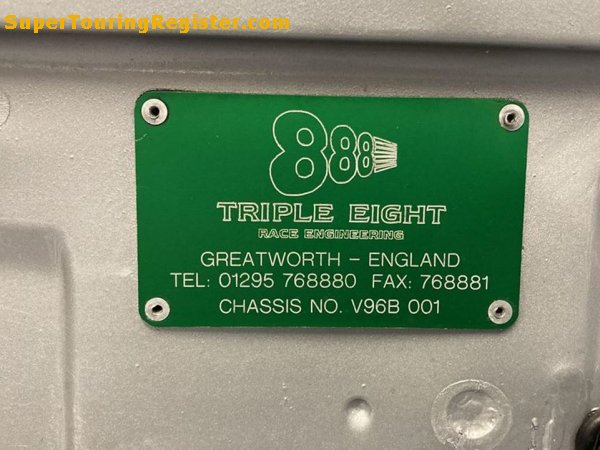 SuperTouringRegister.com
888
TRIPLE EIGHT
RACE ENGINEERING
GREATWORTH - ENGLAND
TEL: 01295 768880 FAX: 768881
CHASSIS NO. V96B 001